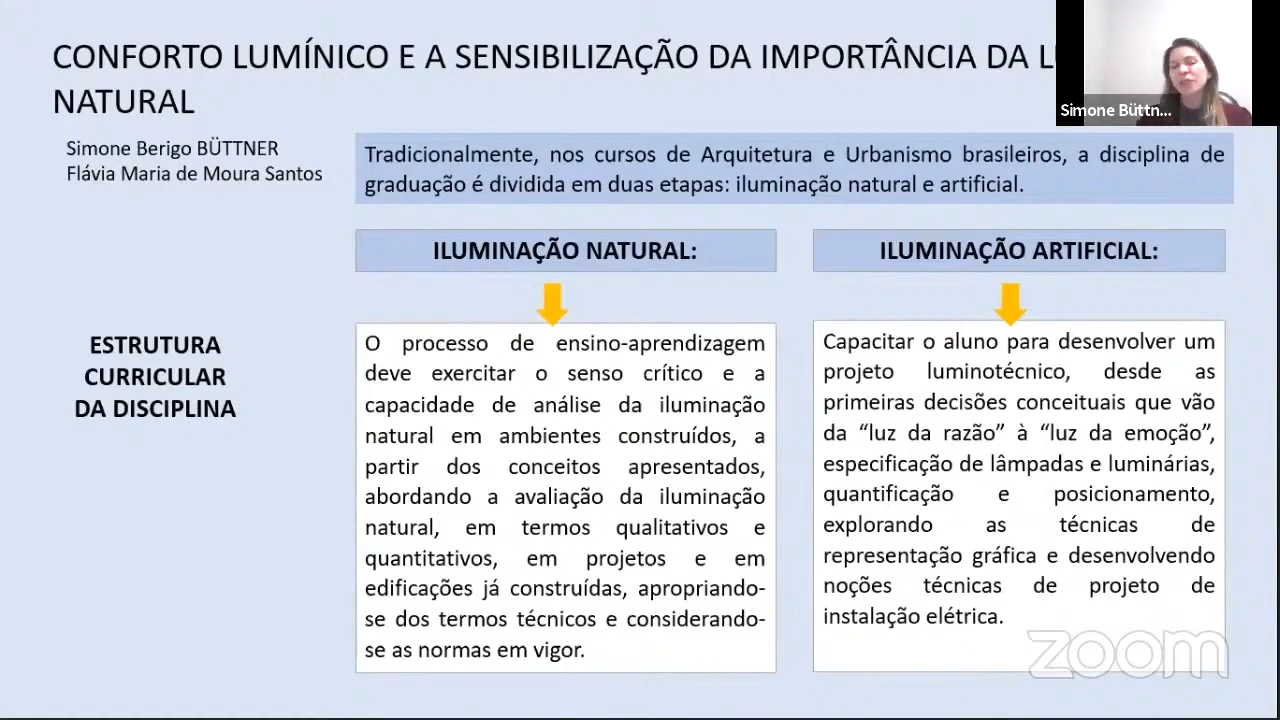 CONFORTO LUMÍNICO E A SENSIBILIZAÇÃO DA IMPORTÂNCIA DA
NATURAL
Simone Büttn...
Simone Berigo BÜTTNER
Flávia Maria de Moura Santos
Tradicionalmente, nos cursos de Arquitetura e Urbanismo brasileiros, a disciplina de
graduação é dividida em duas etapas: iluminação natural e artificial.
ILUMINAÇÃO NATURAL:
ILUMINAÇÃO ARTIFICIAL:
ESTRUTURA
CURRICULAR
DA DISCIPLINA
O processo de ensino-aprendizagem
deve exercitar o senso crítico e a
capacidade de análise da iluminação
natural em ambientes construídos, a
partir dos conceitos apresentados,
abordando a avaliação da iluminação
natural, em termos qualitativos e
quantitativos, em projetos e em
edificações já construídas, apropriando-
se dos termos técnicos e considerando-
se as normas em vigor.
Capacitar o aluno para desenvolver um
projeto luminotécnico, desde as
primeiras decisões conceituais que vão
da “luz da razão” à “luz da emoção”,
especificação de lâmpadas e luminárias,
quantificação e posicionamento,
explorando as técnicas de
representação gráfica e desenvolvendo
noções técnicas de projeto de
instalação elétrica.
zoom